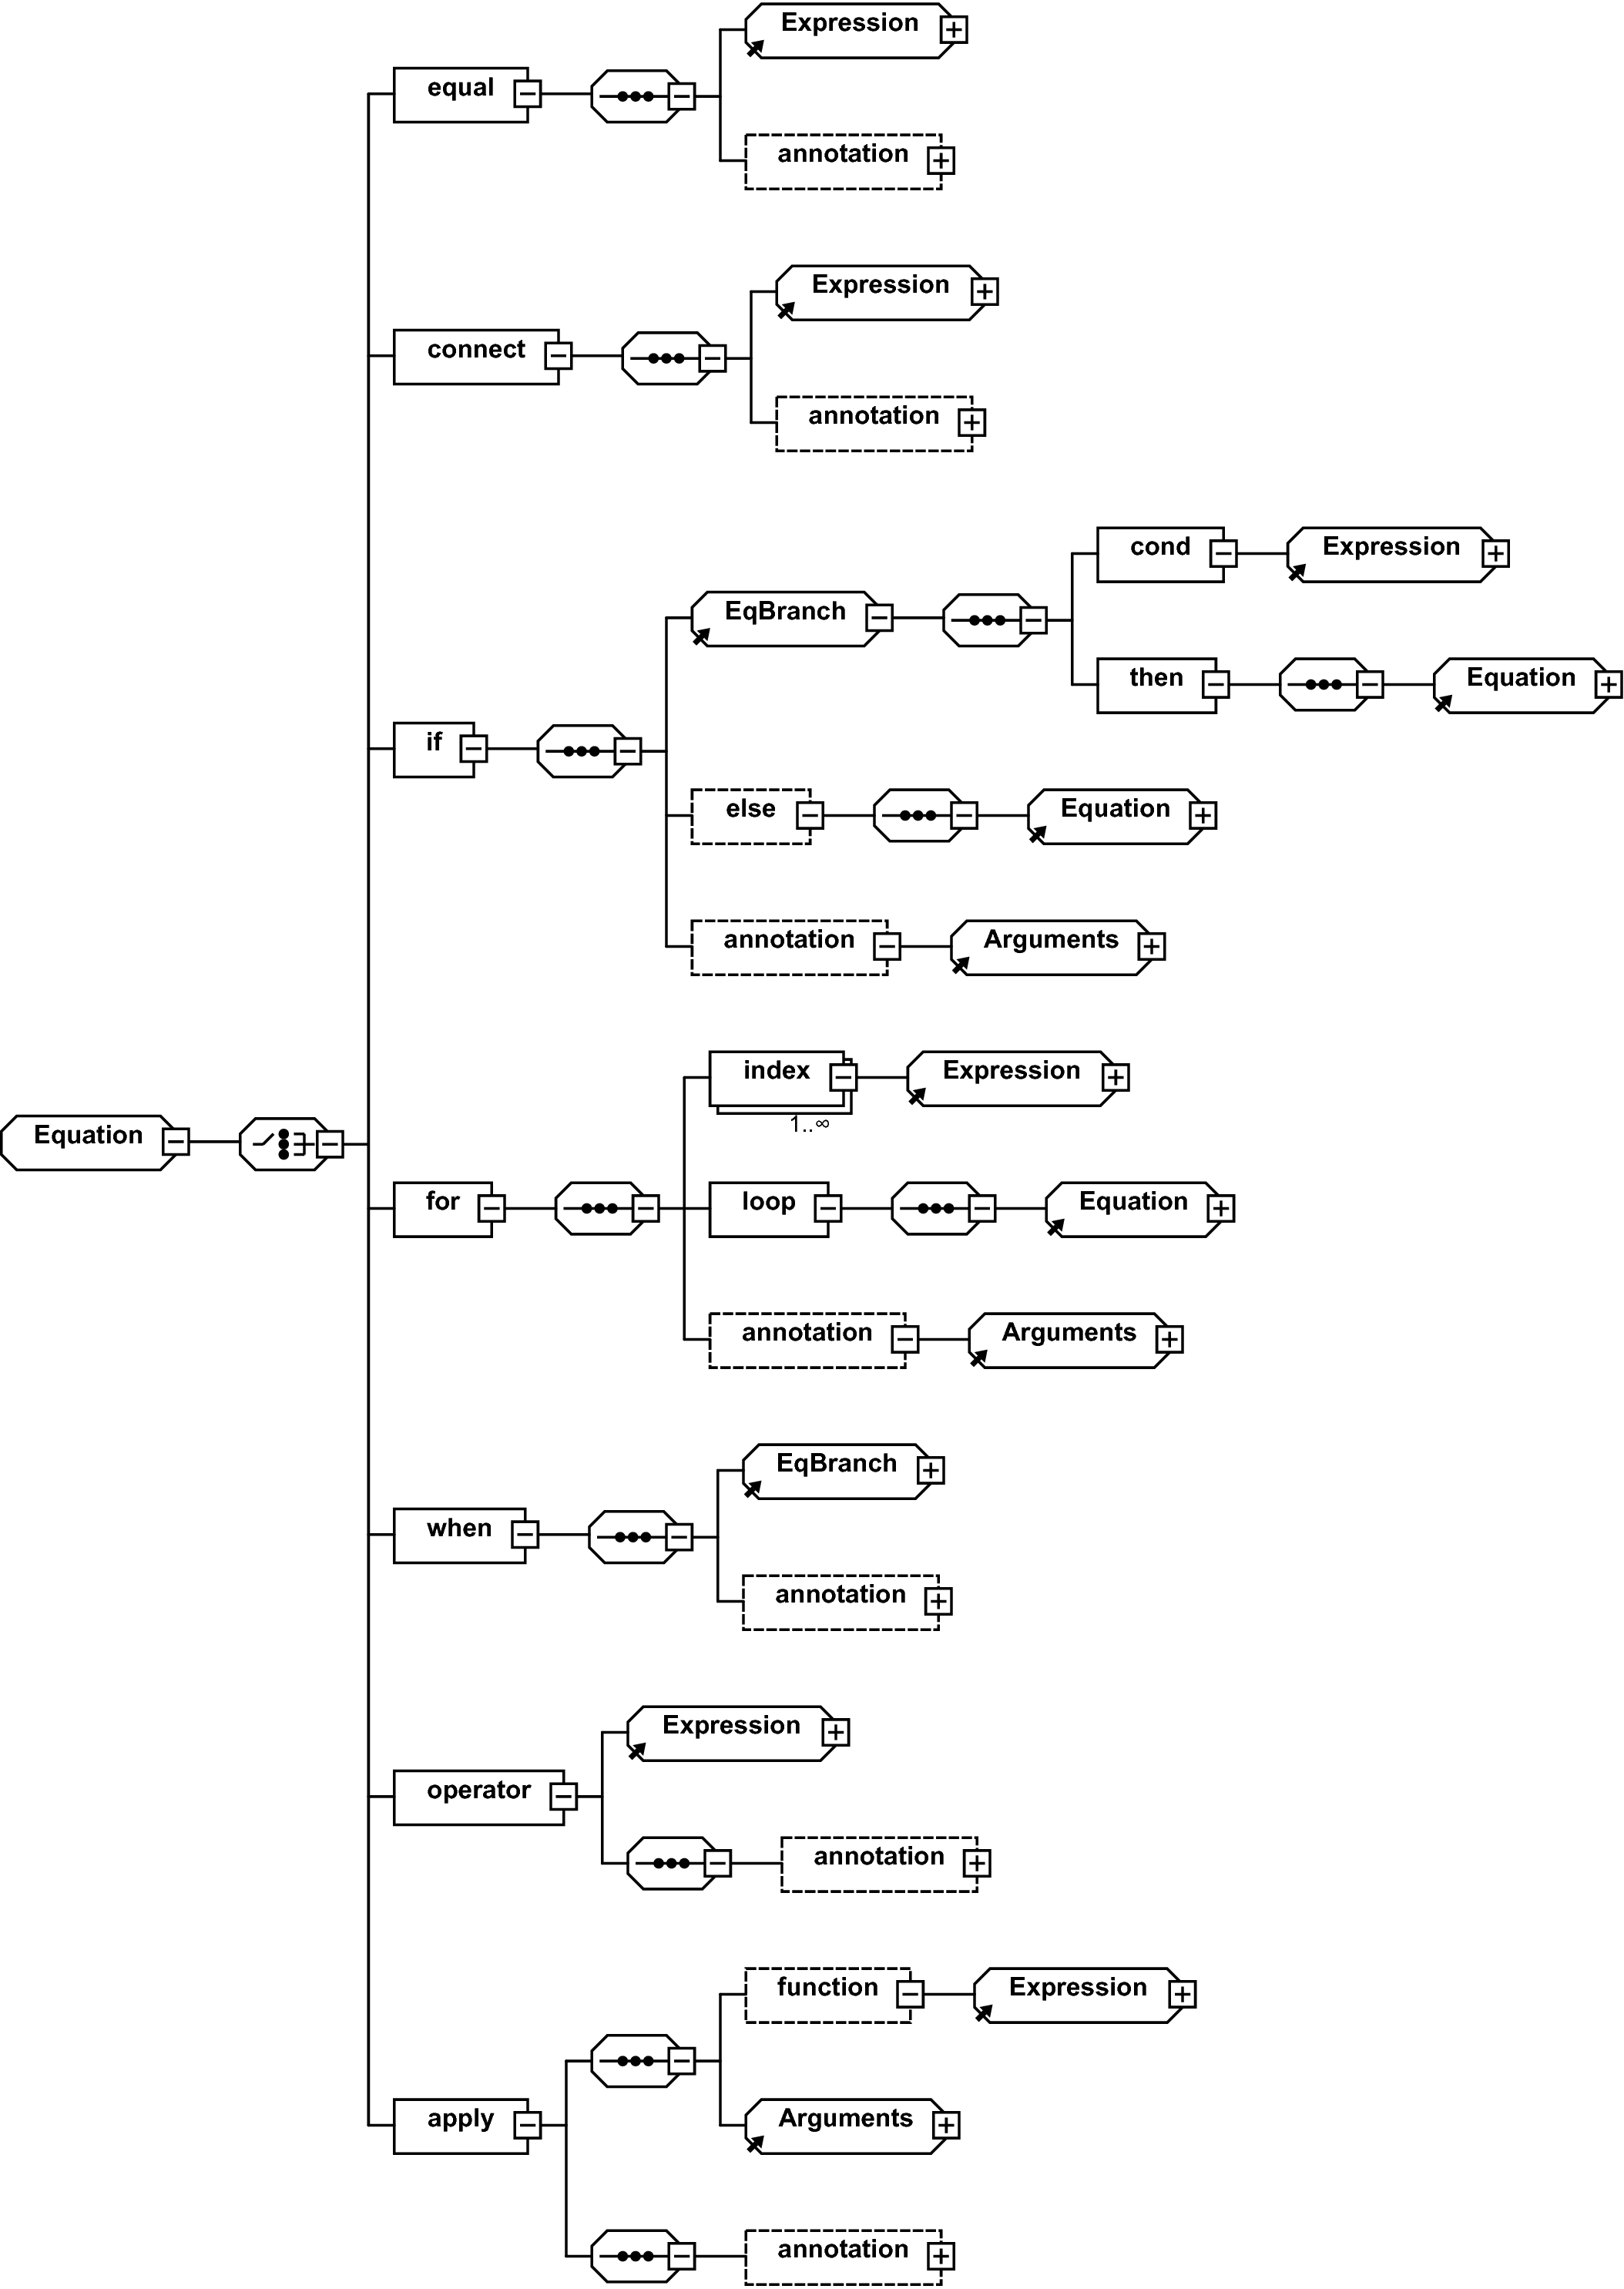 Expression
equal
annotation
Expression
connect
annotation
cond
Expression
EqBranch
then
Equation
if
else
Equation
annotation
Arguments
index
Expression
1..∞
Equation
for
loop
Equation
annotation
Arguments
EqBranch
when
annotation
Expression
operator
annotation
function
Expression
apply
Arguments
annotation